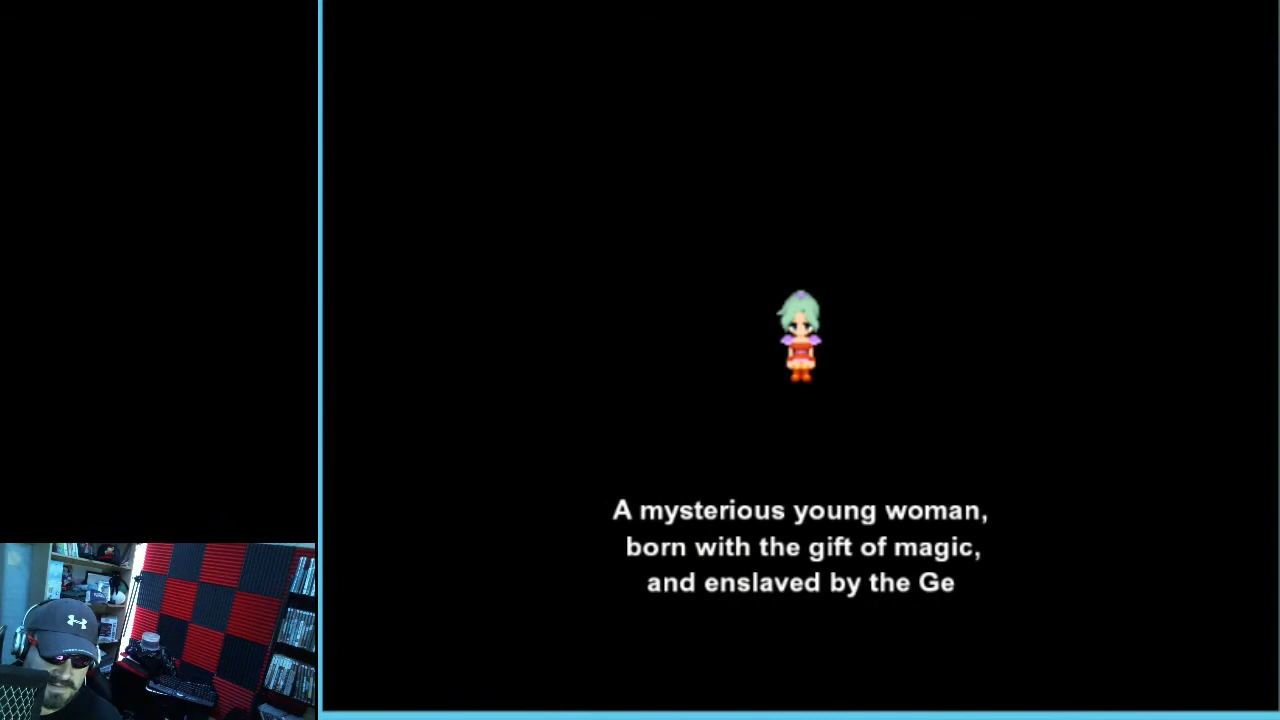 A mysterious young woman,
born with the gift of magic,
and enslaved by the Ge